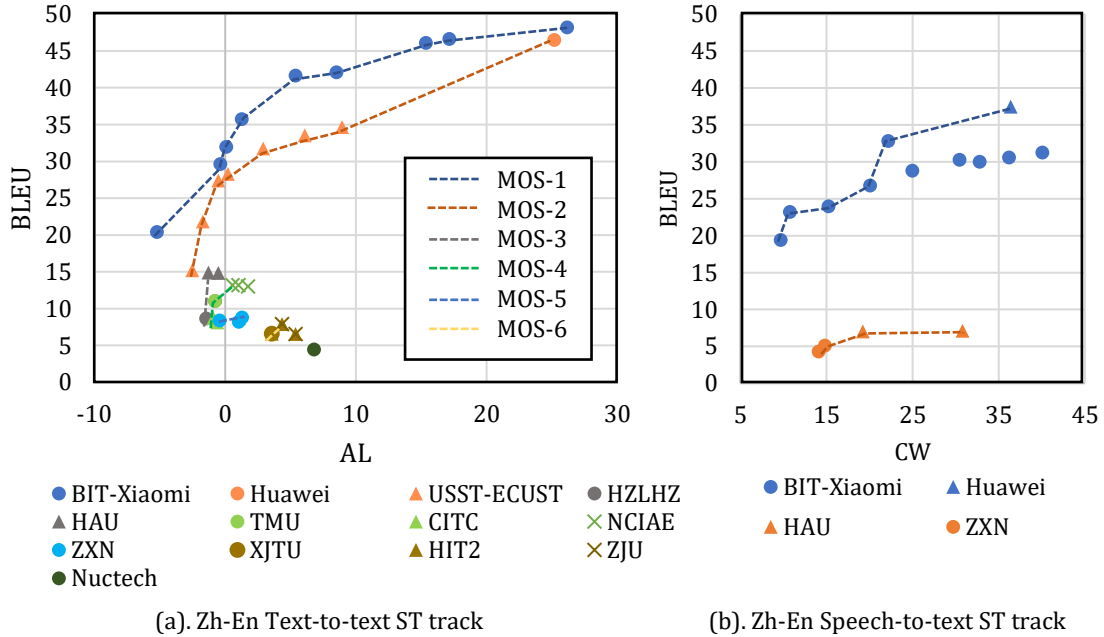 50
45
40
35
30
25
20
15
10
5
0
BLEU
-10 0 10 20 30
AL
MOS-1
MOS-2
MOS-3
MOS-4
MOS-5
MOS-6
BIT-Xiaomi Huawei USST-ECUST HZLHZ
HAU TMU CITC NCIAE
ZXN XJTU HIT2 ZJU
Nuctech
(a). Zh-En Text-to-text ST track
50
45
40
35
30
25
20
15
10
5
0
BLEU
5 15 25 35 45
CW
BIT-Xiaomi Huawei
HAU ZXN
(b). Zh-En Speech-to-text ST track